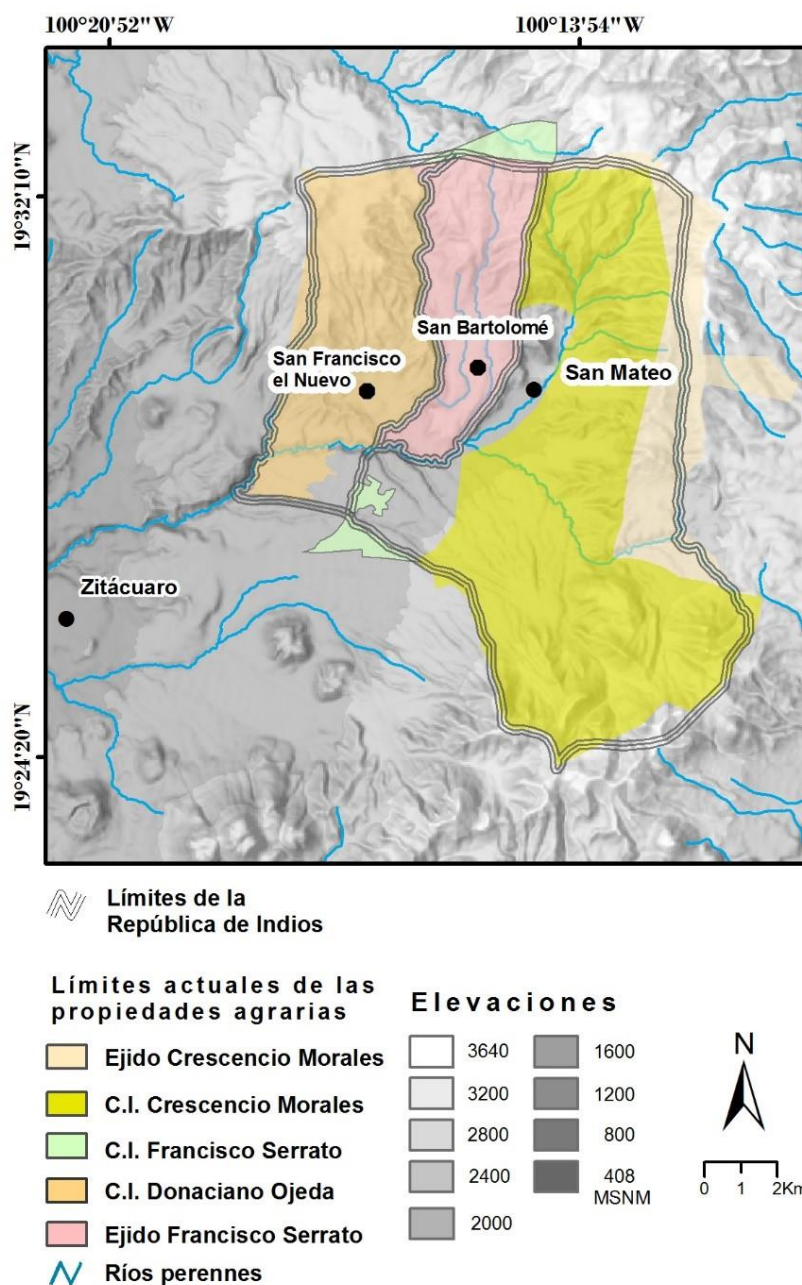 100°20'52"W
100°13'54"W
19°32'10"N
San Bartolomé
San Francisco
el Nuevo
San Mateo
Zitácuaro
19°24'20"N
Límites de la
República de Indios
Límites actuales de las
propiedades agrarias
Ejido Crescencio Morales
C.I. Crescencio Morales
C.I. Francisco Serrato
C.I. Donaciano Ojeda
Ejido Francisco Serrato
Ríos perennes
Elevaciones
3640
3200
2800
2400
2000
1600
1200
800
408
MSNM
N
0 1 2Km